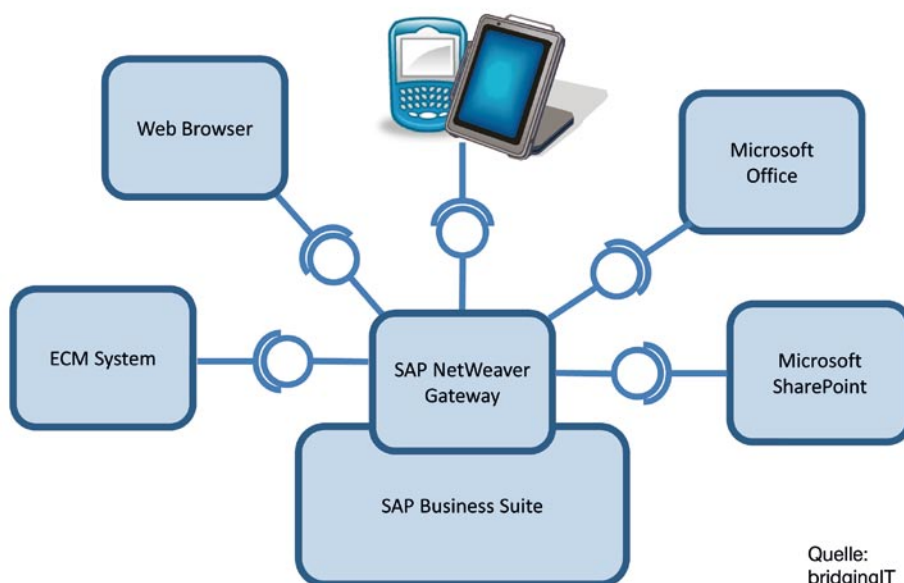 Web Browser
Microsoft
Office
ECM System
SAP NetWeaver
Gateway
Microsoft
SharePoint
SAP Business Suite
Quelle:
bridgingIT